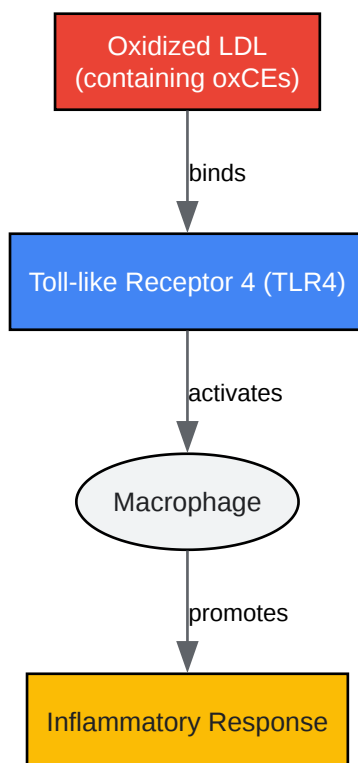 Oxidized LDL
(containing oxCEs)
binds
Toll-like Receptor 4 (TLR4)
activates
Macrophage
promotes
Inflammatory Response